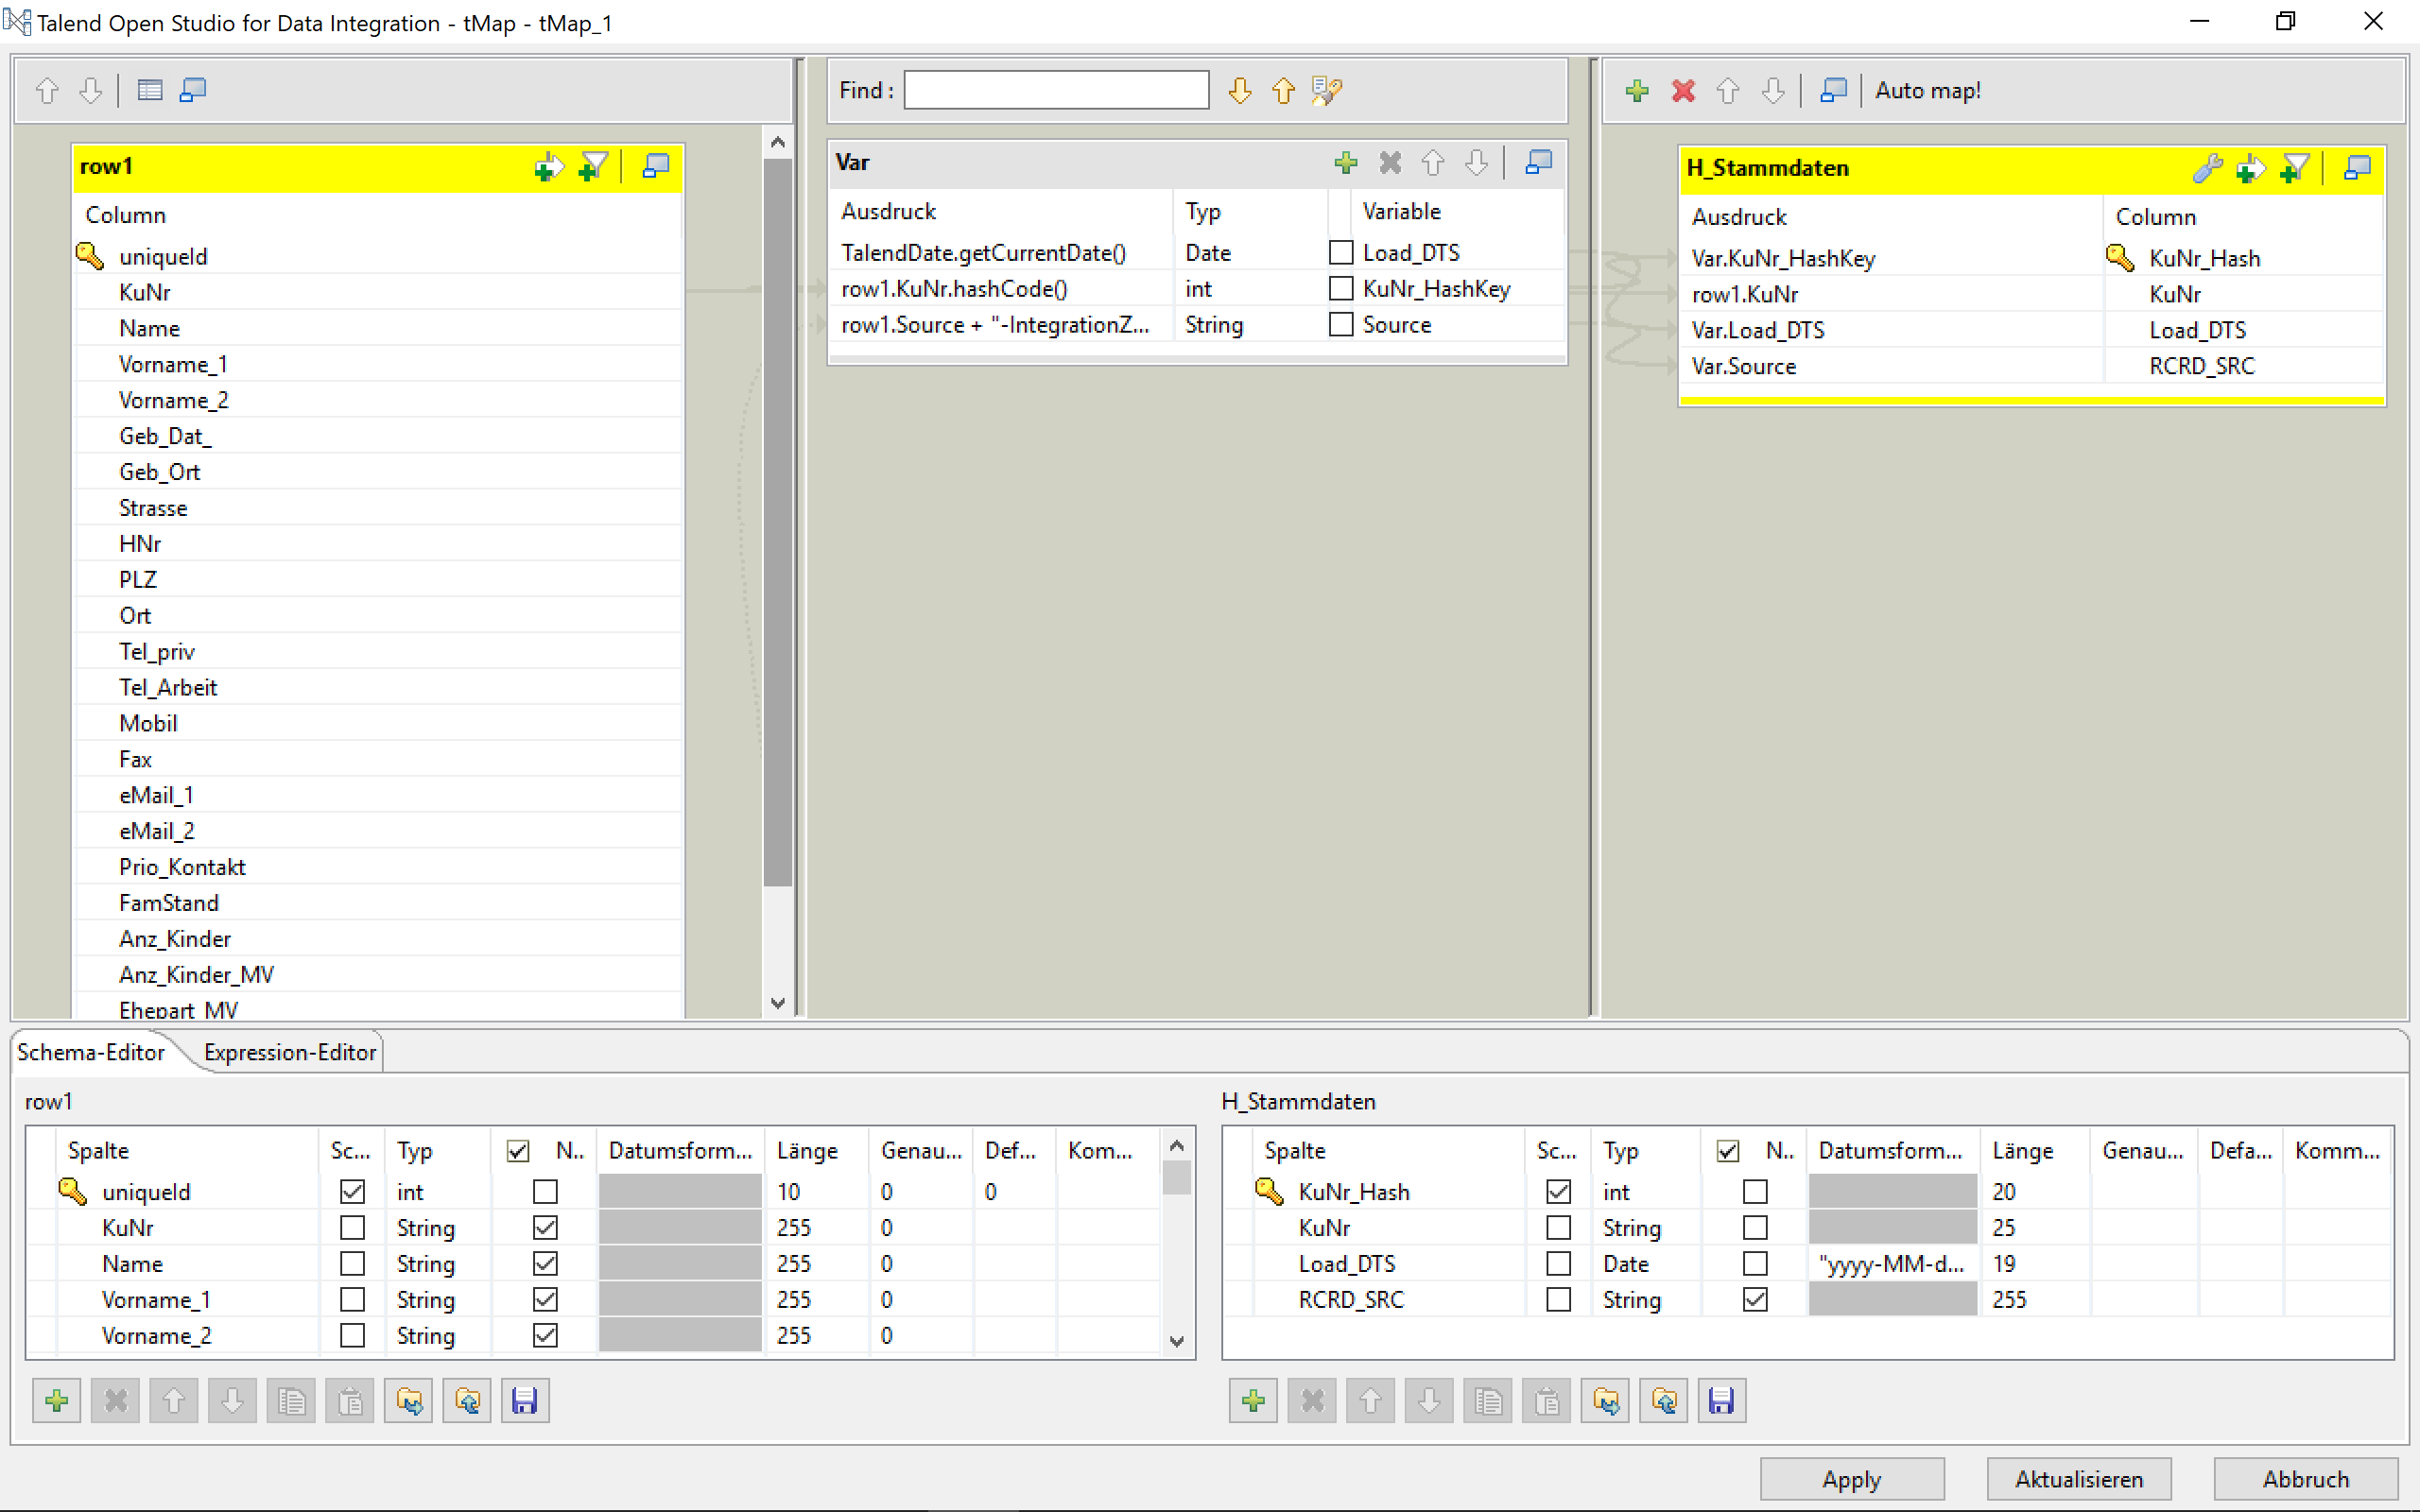 Talend Open Studio for Data Integration - tMap - tMap_1
Find :
Auto map!
row1
Column
uniqueId
KuNr
Name
Vorname_1
Vorname_2
Geb_Dat_
Geb_Ort
Strasse
HNr
PLZ
Ort
Tel_priv
Tel_Arbeit
Mobil
Fax
eMail_1
eMail_2
Prio_Kontakt
FamStand
Anz_Kinder
Anz_Kinder_MV
Ehepart_MV
Var
Ausdruck Typ Variable
TalendDate.getCurrentDate() Date Load_DTS
row1.KuNr.hashCode() int KuNr_HashKey
row1.Source + "-IntegrationZ... String Source
H_Stammdaten
Ausdruck Column
Var.KuNr_HashKey KuNr_Hash
row1.KuNr KuNr
Var.Load_DTS Load_DTS
Var.Source RCRD_SRC
Schema-Editor Expression-Editor
row1
Spalte Sc... Typ N.. Datumsform... Länge Genau... Def... Kom...
uniqueId int 10 0 0
KuNr String 255 0
Name String 255 0
Vorname_1 String 255 0
Vorname_2 String 255 0
H_Stammdaten
Spalte Sc... Typ N.. Datumsform... Länge Genau... Defa... Komm...
KuNr_Hash int 20
KuNr String 25
Load_DTS Date "yyyy-MM-d... 19
RCRD_SRC String 255
Apply Aktualisieren Abbruch